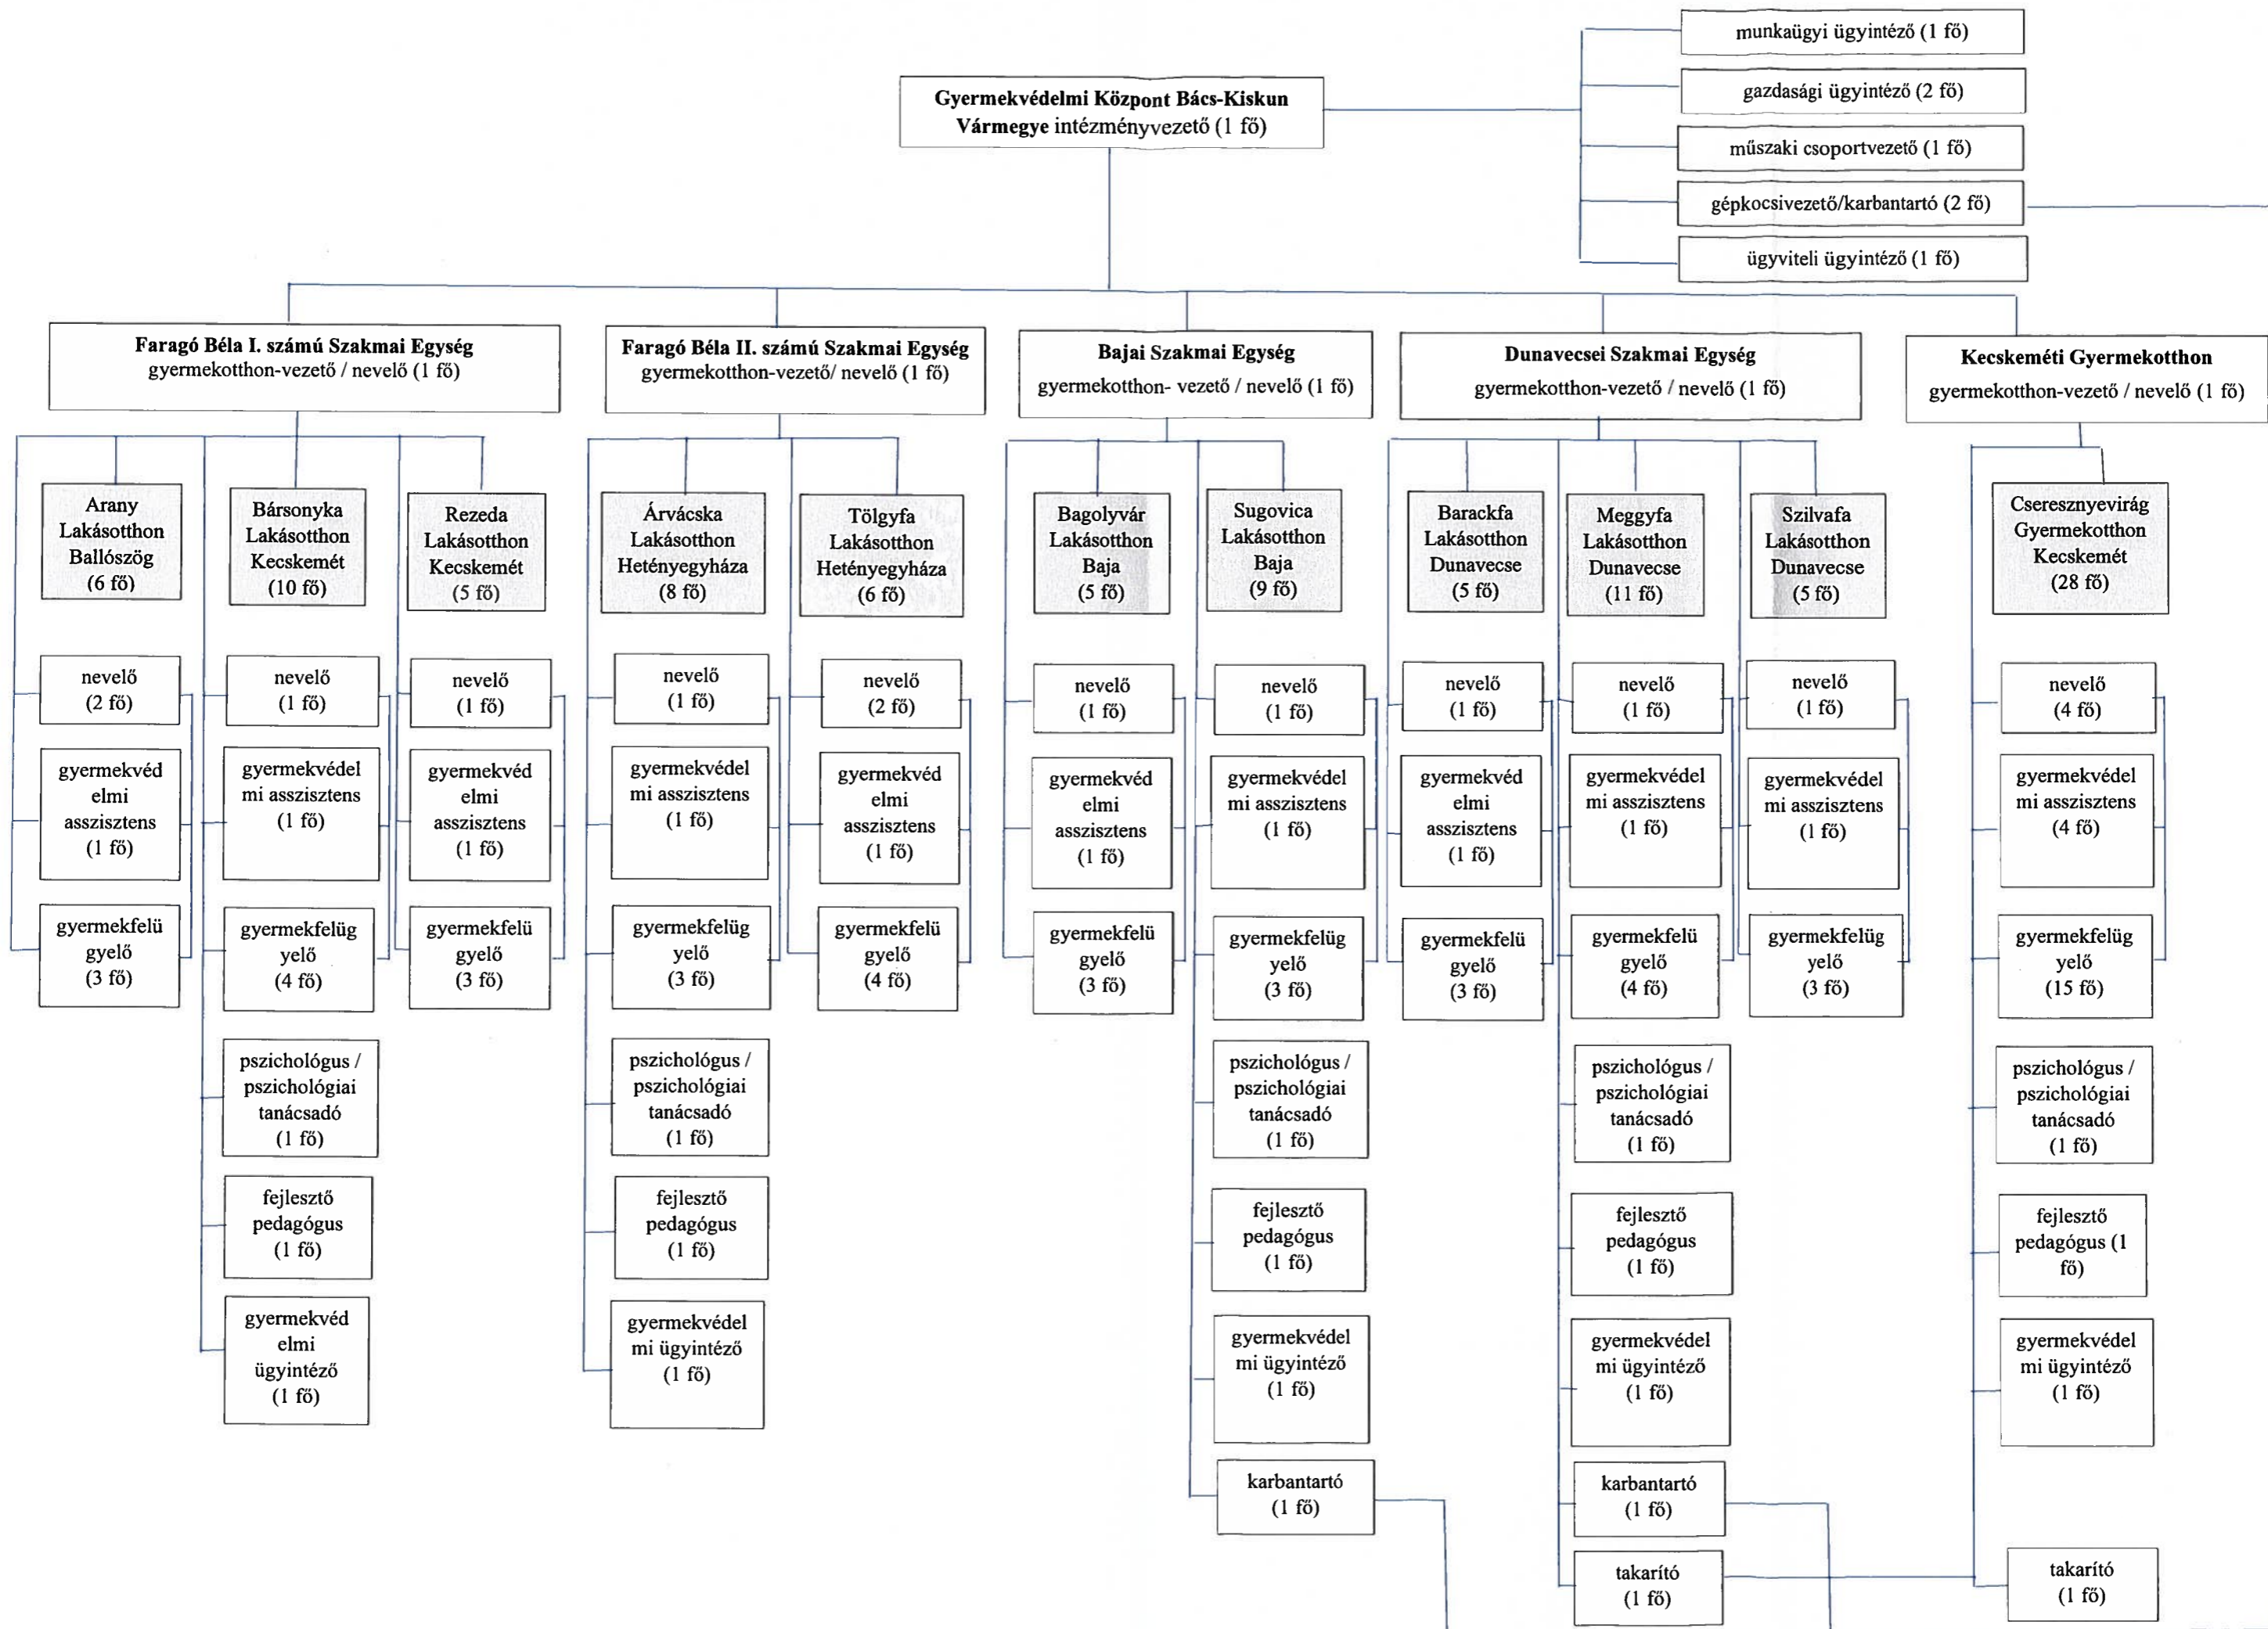 munkaügyi ügyintéző (1 fő)
gazdasági ügyintéző (2 fő)
műszaki csoportvezető (1 fő)
gépkocsivezető/karbantartó (2 fő)
ügyviteli ügyintéző (1 fő)
Gyermekvédelmi Központ Bács-Kiskun
Vármegye intézményvezető (1 fő)
Faragó Béla I. számú Szakmai Egység
gyermekotthon-vezető / nevelő (1 fő)
Faragó Béla II. számú Szakmai Egység
gyermekotthon-vezető/ nevelő (1 fő)
Bajai Szakmai Egység
gyermekotthon- vezető / nevelő (1 fő)
Dunavecsei Szakmai Egység
gyermekotthon-vezető / nevelő (1 fő)
Kecskeméti Gyermekotthon
gyermekotthon-vezető / nevelő (1 fő)
Arany
Lakásotthon
Ballószög
(6 fő)
nevelő
(2 fő)
gyermekvéd
elmi
asszisztens
(1 fő)
gyermekfelü
gyelő
(3 fő)
Bársonyka
Lakásotthon
Kecskemét
(10 fő)
nevelő
(1 fő)
gyermekvédel
mi asszisztens
(1 fő)
gyermekfelüg
yelő
(4 fő)
pszichológus /
pszichológiai
tanácsadó
(1 fő)
fejlesztő
pedagógus
(1 fő)
gyermekvéd
elmi
ügyintéző
(1 fő)
Rezeda
Lakásotthon
Kecskemét
(5 fő)
nevelő
(1 fő)
gyermekvéd
elmi
asszisztens
(1 fő)
gyermekfelü
gyelő
(3 fő)
Árvácska
Lakásotthon
Hetényegyháza
(8 fő)
nevelő
(1 fő)
gyermekvédel
mi asszisztens
(1 fő)
gyermekfelüg
yelő
(3 fő)
pszichológus /
pszichológiai
tanácsadó
(1 fő)
fejlesztő
pedagógus
(1 fő)
gyermekvédel
mi ügyintéző
(1 fő)
Tölgyfa
Lakásotthon
Hetényegyháza
(6 fő)
nevelő
(2 fő)
gyermekvéd
elmi
asszisztens
(1 fő)
gyermekfelü
gyelő
(4 fő)
Bagolyvár
Lakásotthon
Baja
(5 fő)
nevelő
(1 fő)
gyermekvéd
elmi
asszisztens
(1 fő)
gyermekfelü
gyelő
(3 fő)
Sugovica
Lakásotthon
Baja
(9 fő)
nevelő
(1 fő)
gyermekvédel
mi asszisztens
(1 fő)
gyermekfelüg
yelő
(3 fő)
pszichológus /
pszichológiai
tanácsadó
(1 fő)
fejlesztő
pedagógus
(1 fő)
gyermekvédel
mi ügyintéző
(1 fő)
karbantartó
(1 fő)
Barackfa
Lakásotthon
Dunavecse
(5 fő)
nevelő
(1 fő)
gyermekvéd
elmi
asszisztens
(1 fő)
gyermekfelü
gyelő
(3 fő)
Meggyfa
Lakásotthon
Dunavecse
(11 fő)
nevelő
(1 fő)
gyermekvédel
mi asszisztens
(1 fő)
gyermekfelü
gyelő
(4 fő)
pszichológus /
pszichológiai
tanácsadó
(1 fő)
fejlesztő
pedagógus
(1 fő)
gyermekvédel
mi ügyintéző
(1 fő)
karbantartó
(1 fő)
takarító
(1 fő)
Szilvafa
Lakásotthon
Dunavecse
(5 fő)
nevelő
(1 fő)
gyermekvédel
mi asszisztens
(1 fő)
gyermekfelüg
yelő
(3 fő)
Cseresznyevirág
Gyermekotthon
Kecskemét
(28 fő)
nevelő
(4 fő)
gyermekvédel
mi asszisztens
(4 fő)
gyermekfelüg
yelő
(15 fő)
pszichológus /
pszichológiai
tanácsadó
(1 fő)
fejlesztő
pedagógus (1
fő)
gyermekvédel
mi ügyintéző
(1 fő)
takarító
(1 fő)